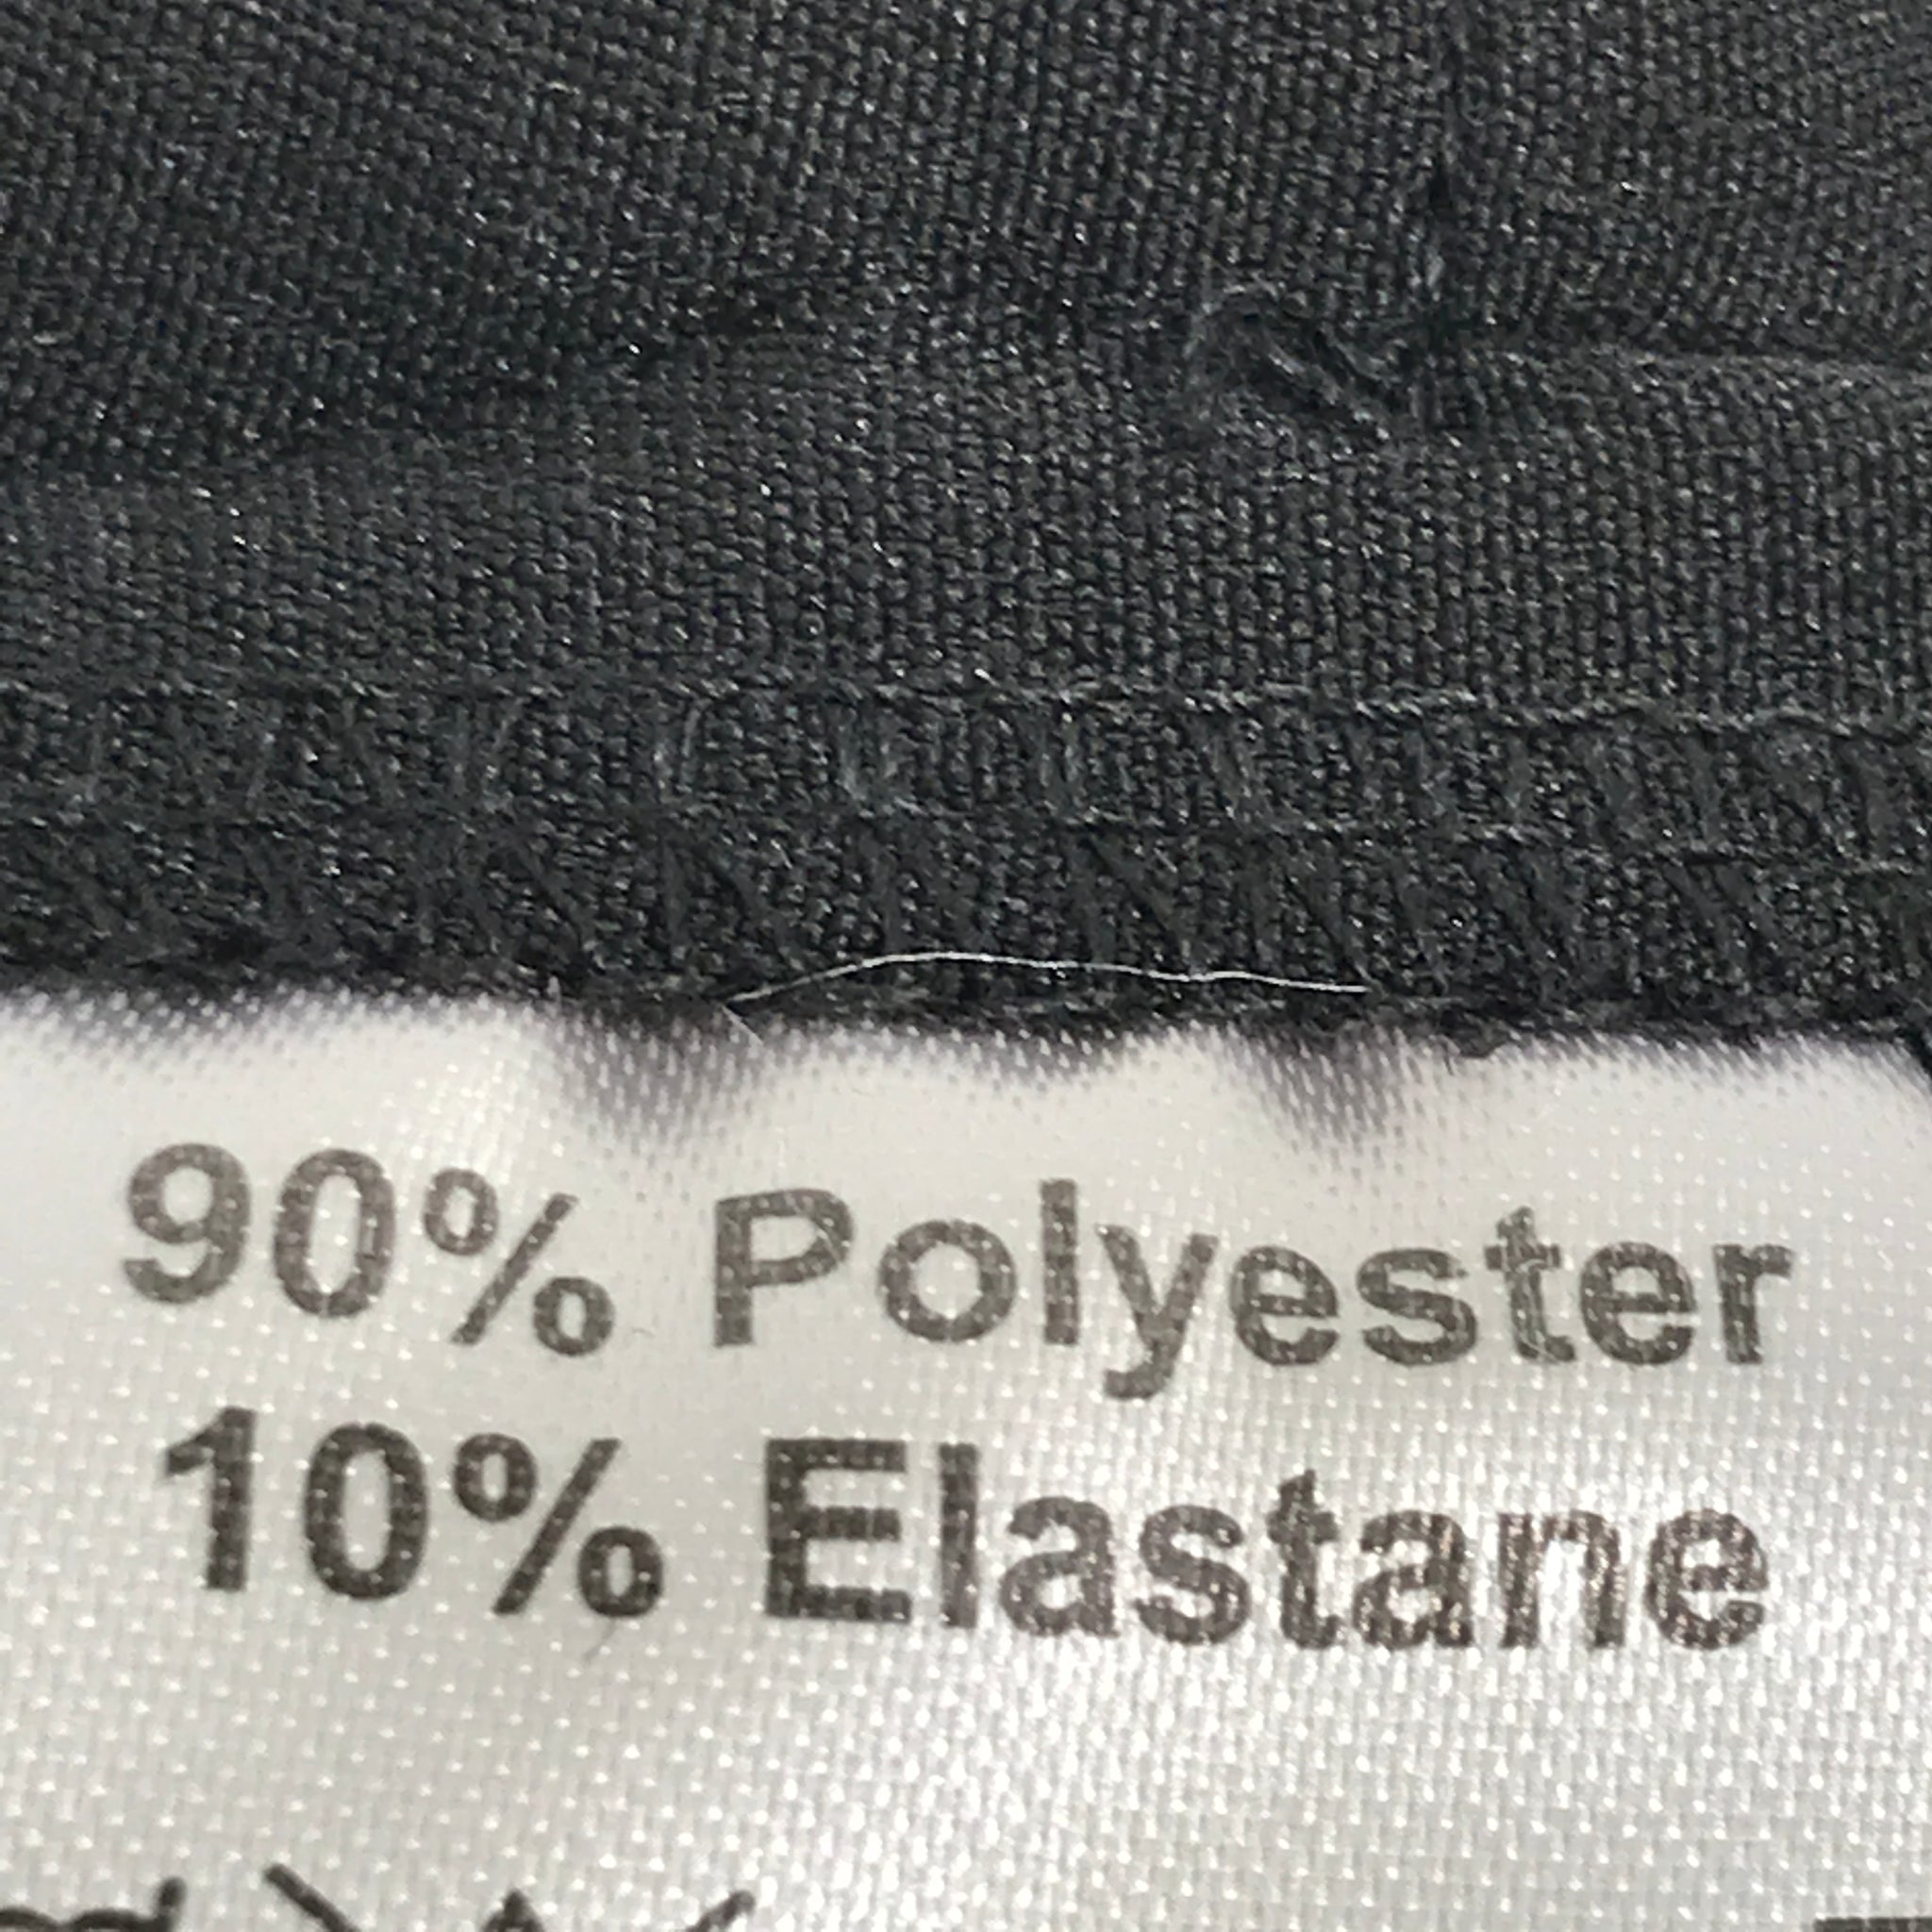 90% Polyester
10% Elastane